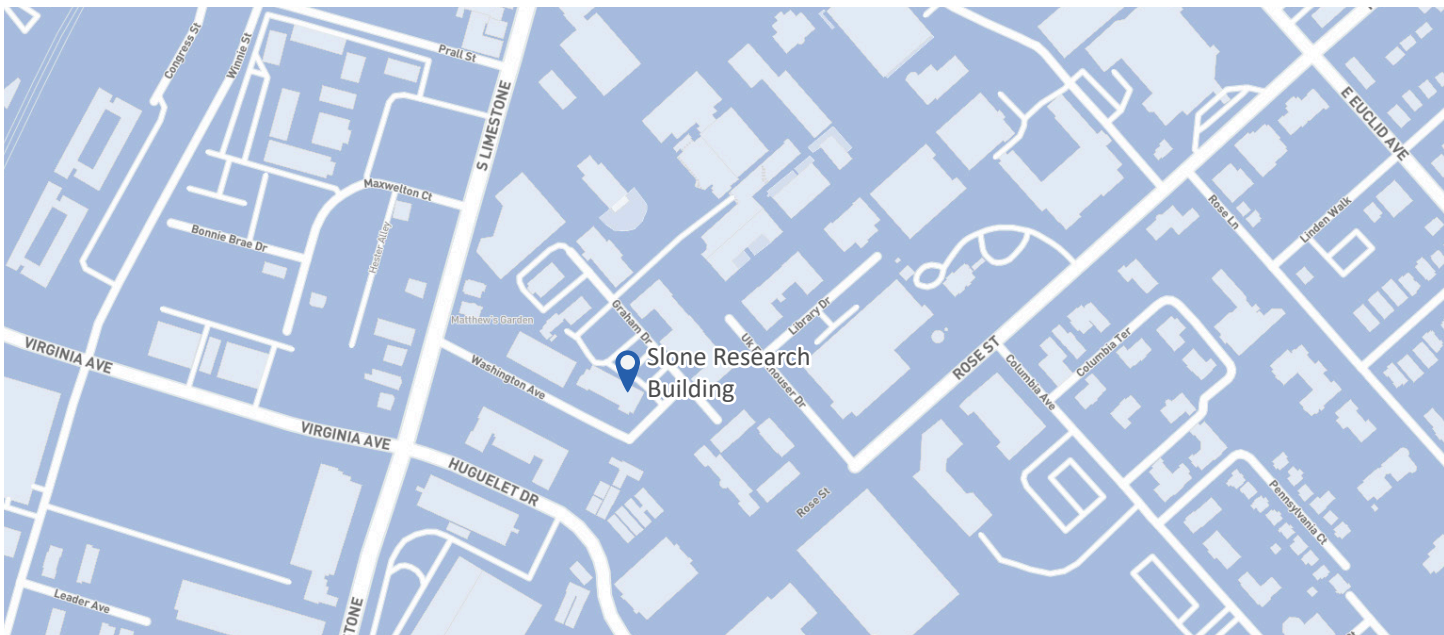 Congress St
Winnie St
Prall St
S LIMESTONE
E EUCLID AVE
Maxwelton Ct
Rose Ln
Linden Walk
Bonnie Brae Dr
Hester Alley
Matthew's Garden
Graham Dr
Library Dr
VIRGINIA AVE
Washington Ave
Slone Research
Building
ROSE ST
Columbia Ter
Columbia Ave
VIRGINIA AVE
HUGUELET DR
Rose St
Pennsylvania Ct
Leader Ave